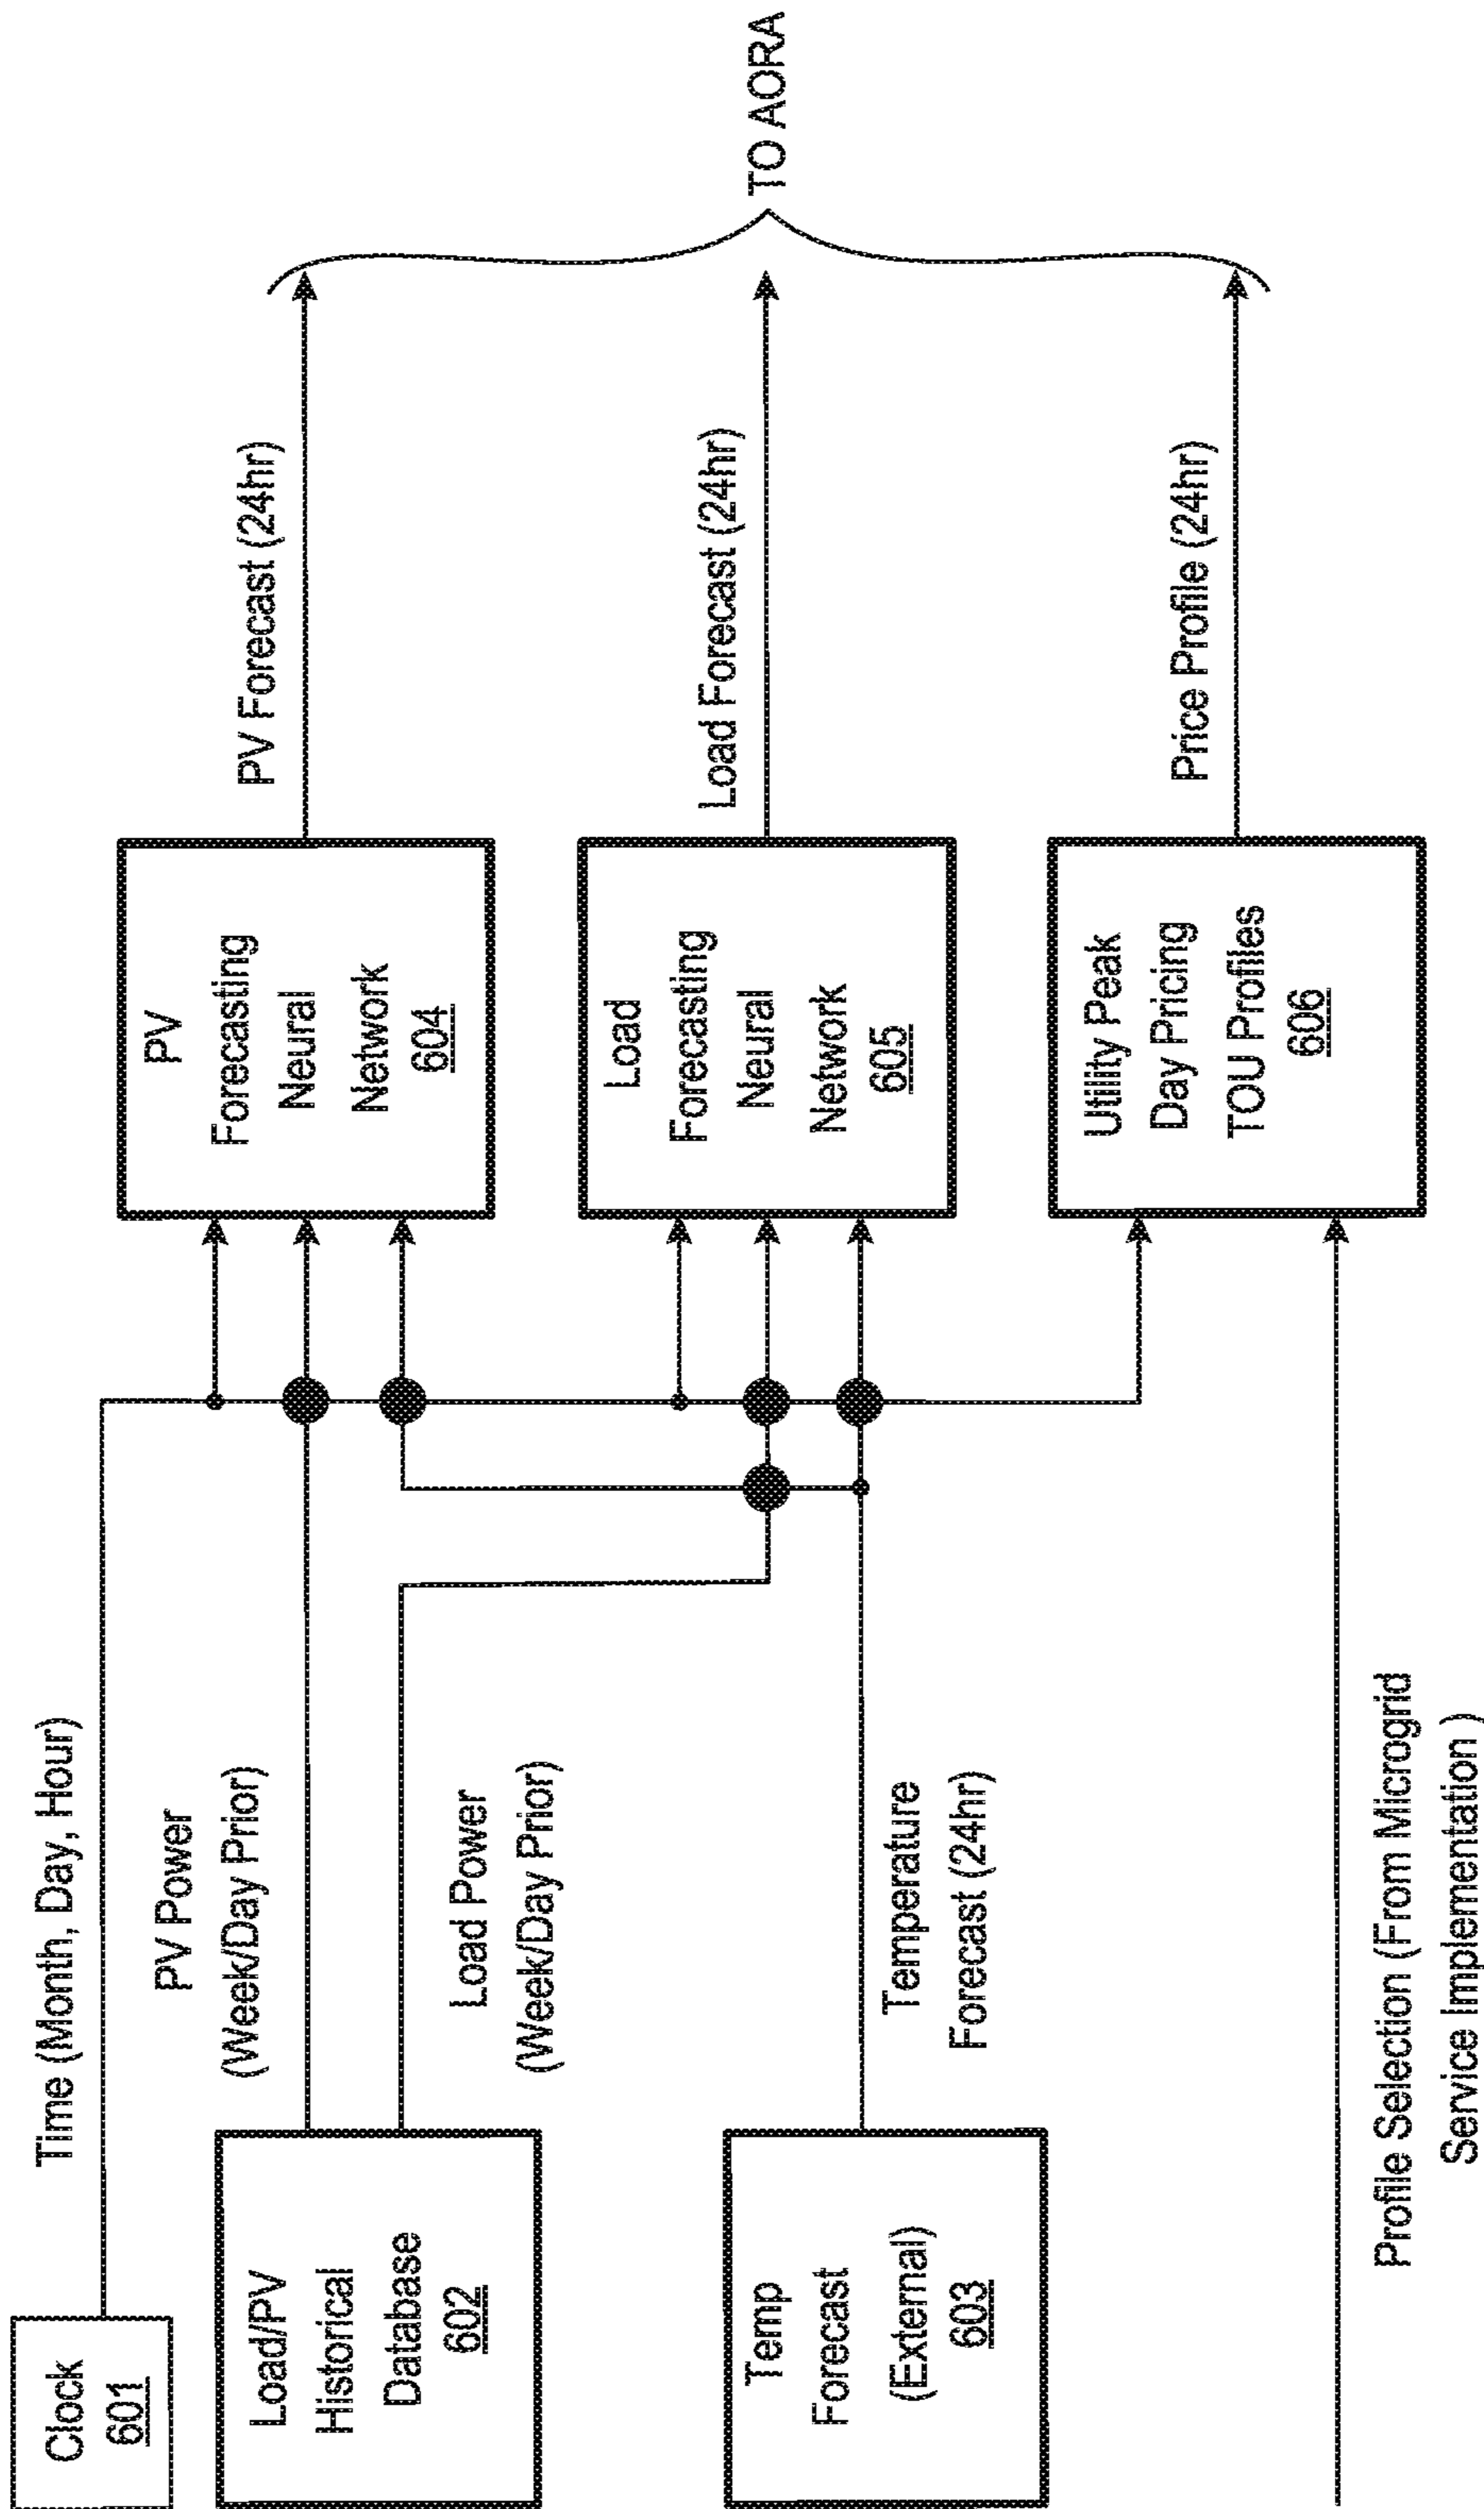 Clock
601
Time (Month, Day, Hour)
Load/PV
Historical
Database
602
PV Power
(Week/Day Prior)
Load Power
(Week/Day Prior)
Temp
Forecast
(External)
603
Temperature
Forecast (24hr)
Profile Selection (From Microgrid
Service Implementation )
PV
Forecasting
Neural
Network
604
Load
Forecasting
Neural
Network
605
Utility Peak
Day Pricing
TOU Profiles
606
PV Forecast (24hr)
Load Forecast (24hr)
Price Profile (24hr)
TO AORA